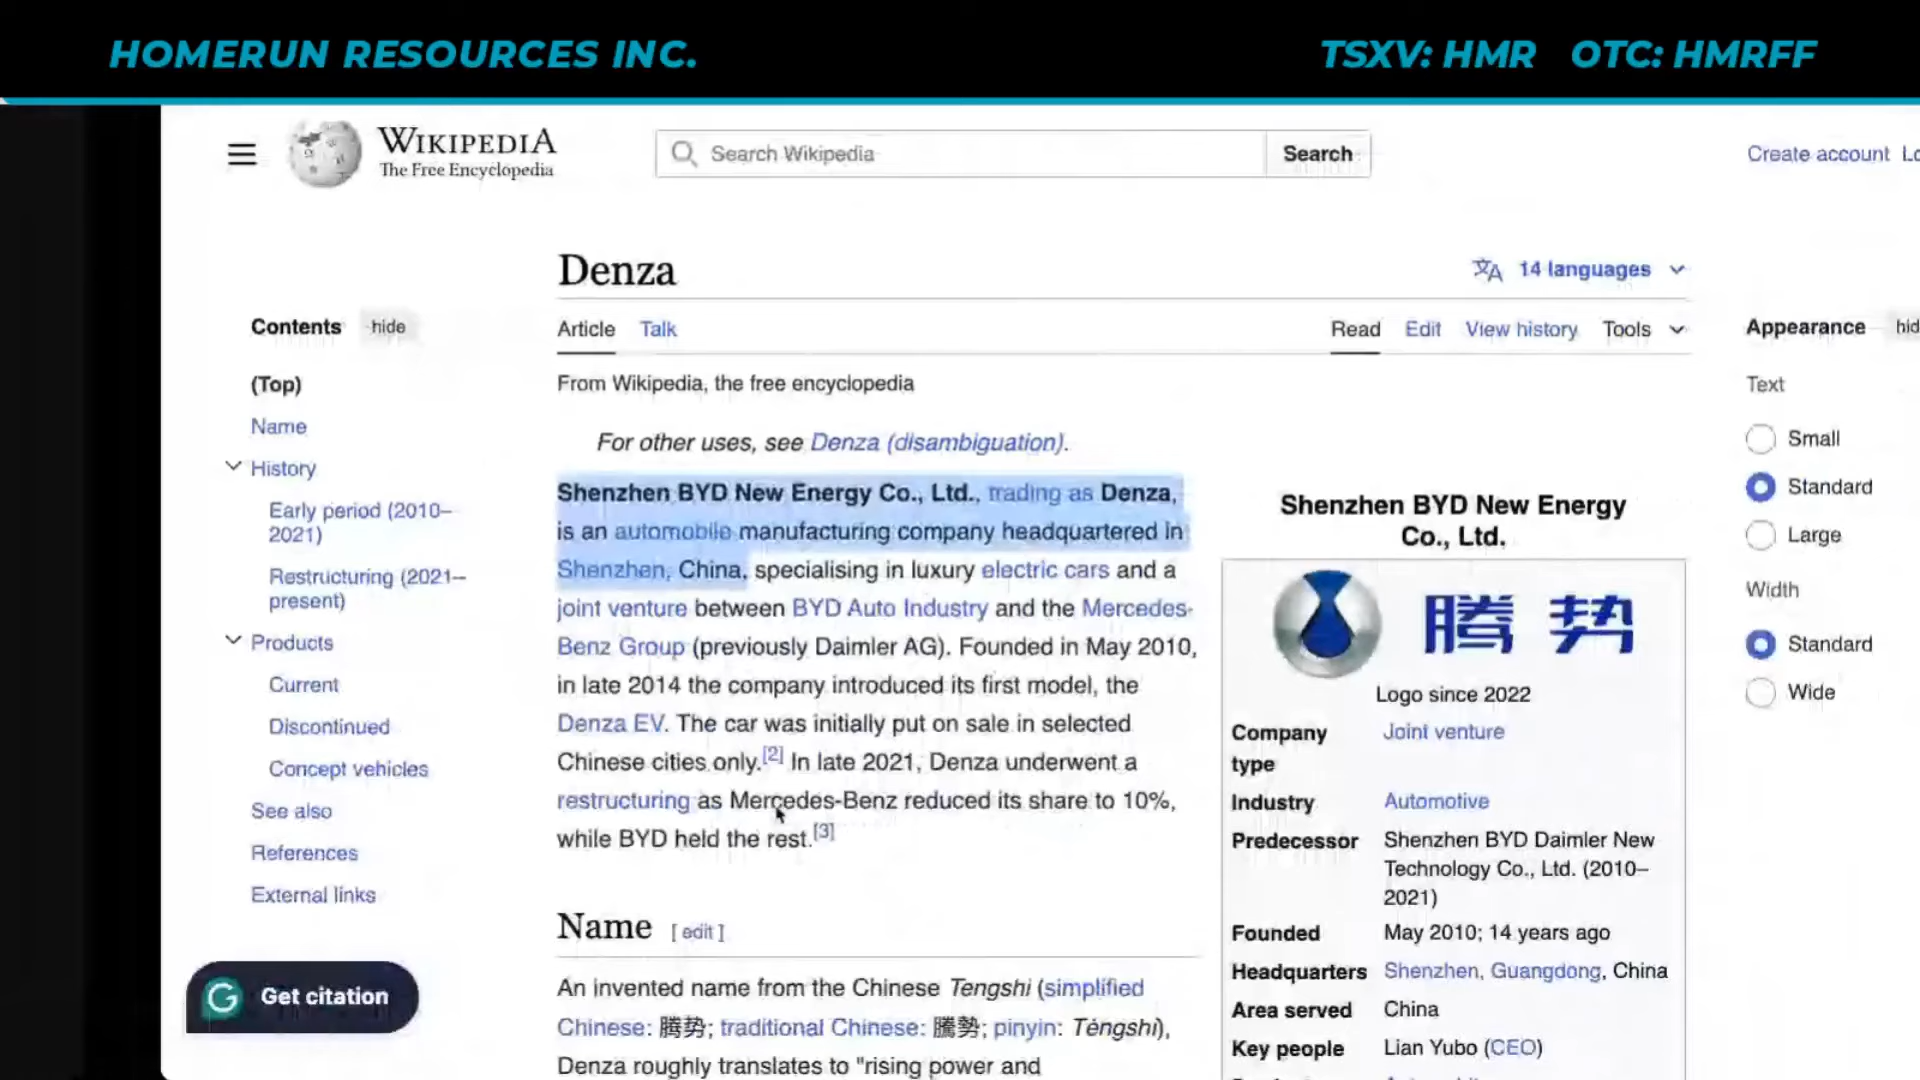 HOMERUN RESOURCES INC.
TSXV: HMR OTC: HMRFF
WIKIPEDIA
The Free Encyclopedia
Search Wikipedia
Search
Create account
Denza
14 languages
Contents hide
Article Talk
Read Edit View history Tools
Appearance
From Wikipedia, the free encyclopedia
(Top)
Name
History
Early period (2010–
2021)
Restructuring (2021–
present)
Products
Current
Discontinued
Concept vehicles
See also
References
External links
Get citation
For other uses, see Denza (disambiguation).
Shenzhen BYD New Energy Co., Ltd., trading as Denza,
is an automobile manufacturing company headquartered in
Shenzhen, China, specialising in luxury electric cars and a
joint venture between BYD Auto Industry and the Mercedes-
Benz Group (previously Daimler AG). Founded in May 2010,
in late 2014 the company introduced its first model, the
Denza EV. The car was initially put on sale in selected
Chinese cities only.[2] In late 2021, Denza underwent a
restructuring as Mercedes-Benz reduced its share to 10%,
while BYD held the rest.[3]
Name [ edit ]
An invented name from the Chinese Tengshi (simplified
Chinese: 腾势; traditional Chinese: 騰勢; pinyin: Téngshì),
Denza roughly translates to "rising power and
Shenzhen BYD New Energy
Co., Ltd.
腾势
Logo since 2022
Company Joint venture
type
Industry Automotive
Predecessor Shenzhen BYD Daimler New
Technology Co., Ltd. (2010–
2021)
Founded May 2010; 14 years ago
Headquarters Shenzhen, Guangdong, China
Area served China
Key people Lian Yubo (CEO)
Text
Small
Standard
Large
Width
Standard
Wide